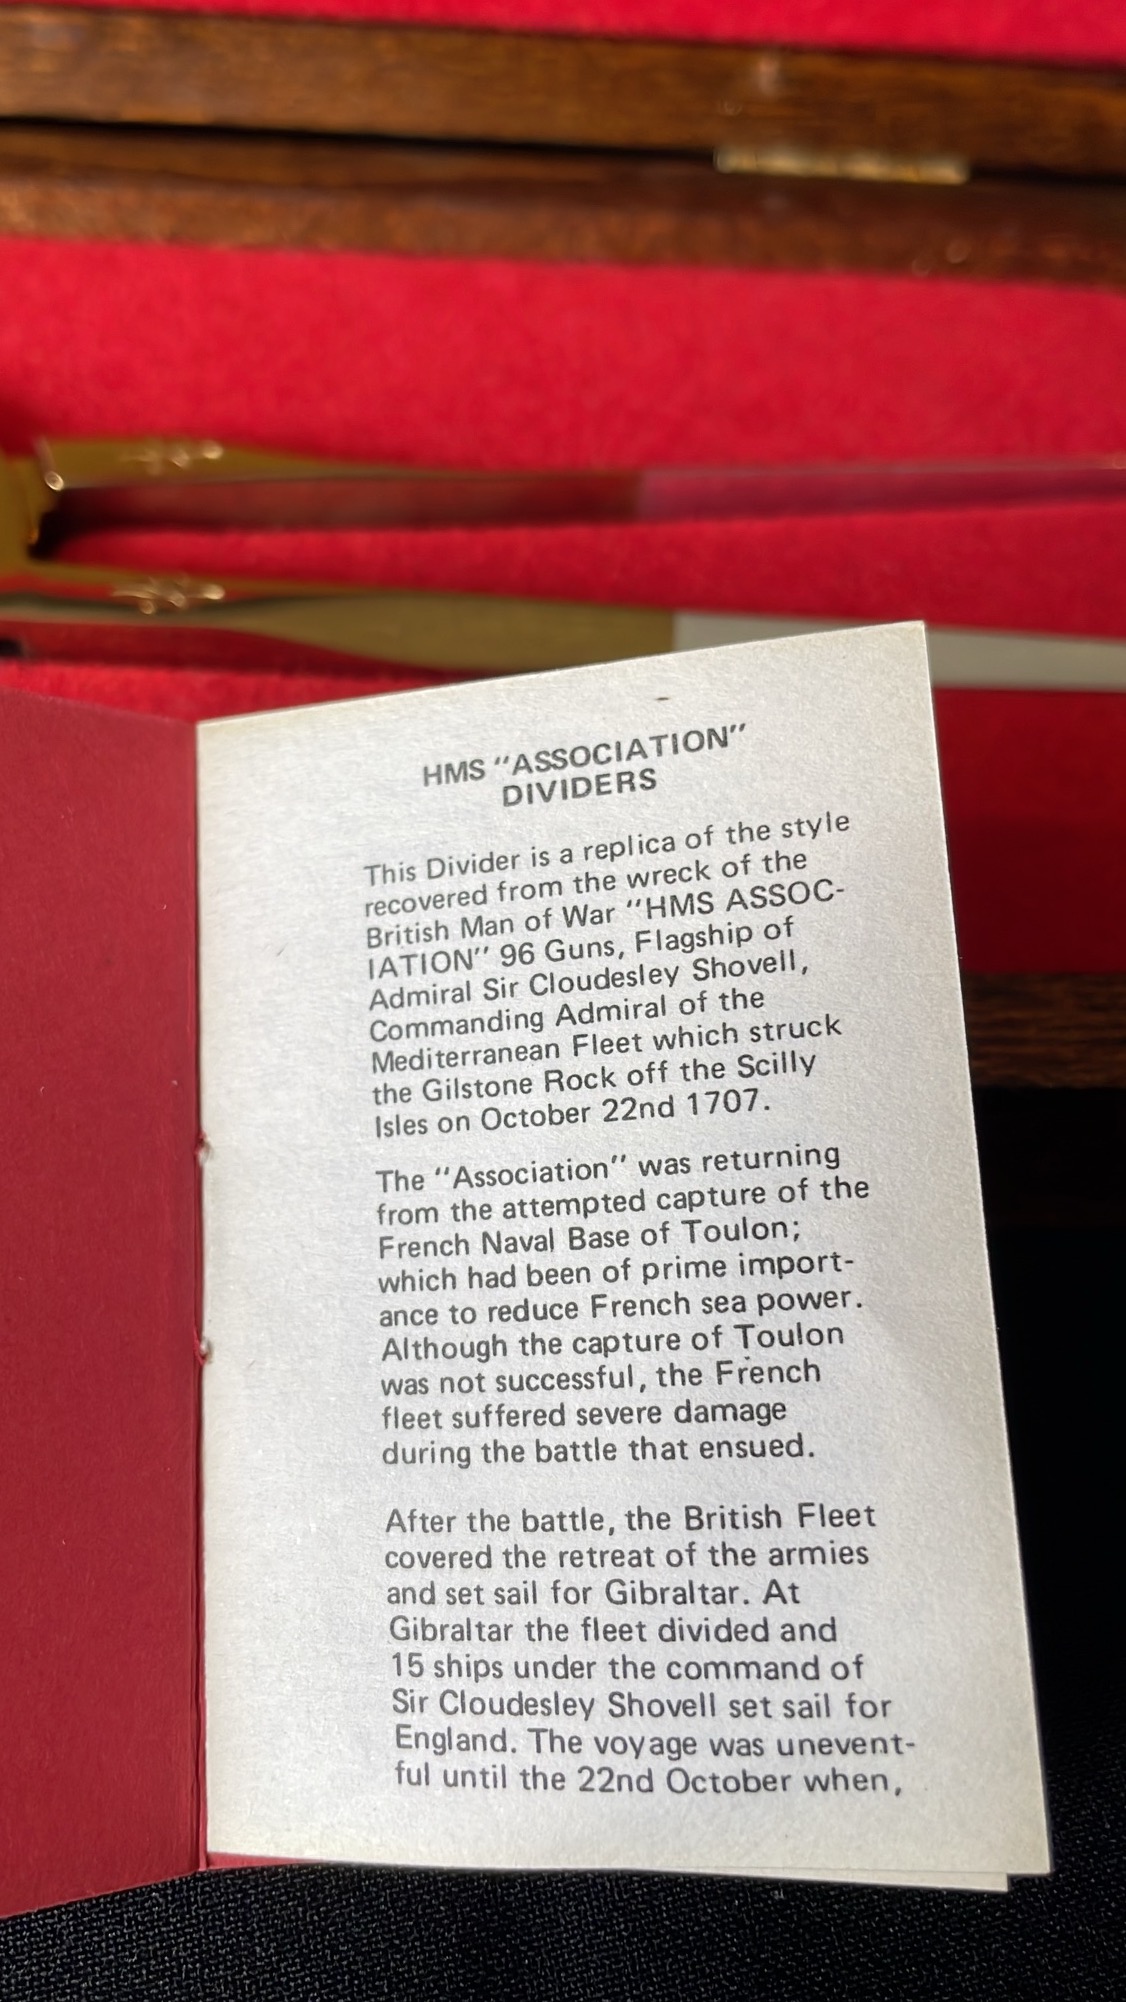 HMS "ASSOCIATION"
DIVIDERS
This Divider is a replica of the style
recovered from the wreck of the
British Man of War "HMS ASSOC-
IATION" 96 Guns, Flagship of
Admiral Sir Cloudesley Shovell,
Commanding Admiral of the
Mediterranean Fleet which struck
the Gilstone Rock off the Scilly
Isles on October 22nd 1707.
The "Association" was returning
from the attempted capture of the
French Naval Base of Toulon;
which had been of prime import-
ance to reduce French sea power.
Although the capture of Toulon
was not successful, the French
fleet suffered severe damage
during the battle that ensued.
After the battle, the British Fleet
covered the retreat of the armies
and set sail for Gibraltar. At
Gibraltar the fleet divided and
15 ships under the command of
Sir Cloudesley Shovell set sail for
England. The voyage was unevent-
ful until the 22nd October when,